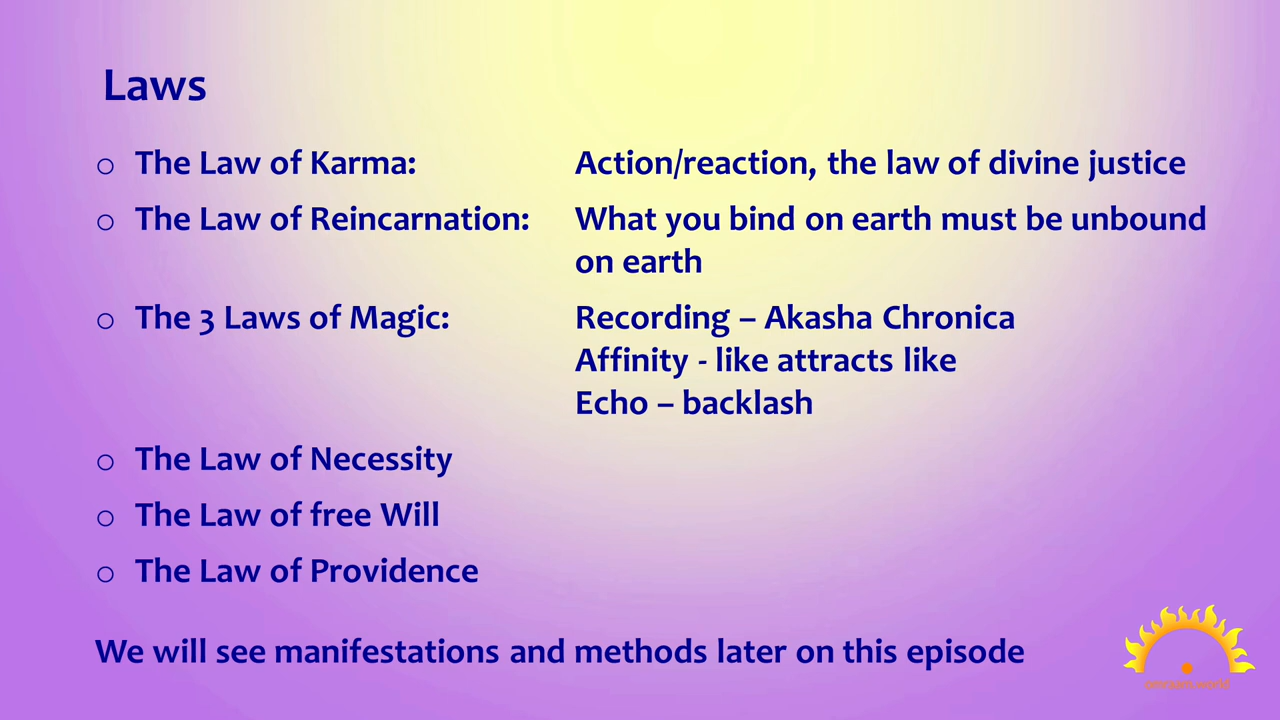 Laws
o The Law of Karma: Action/reaction, the law of divine justice
o The Law of Reincarnation: What you bind on earth must be unbound
on earth
o The 3 Laws of Magic: Recording – Akasha Chronica
Affinity - like attracts like
Echo – backlash
o The Law of Necessity
o The Law of free Will
o The Law of Providence
We will see manifestations and methods later on this episode